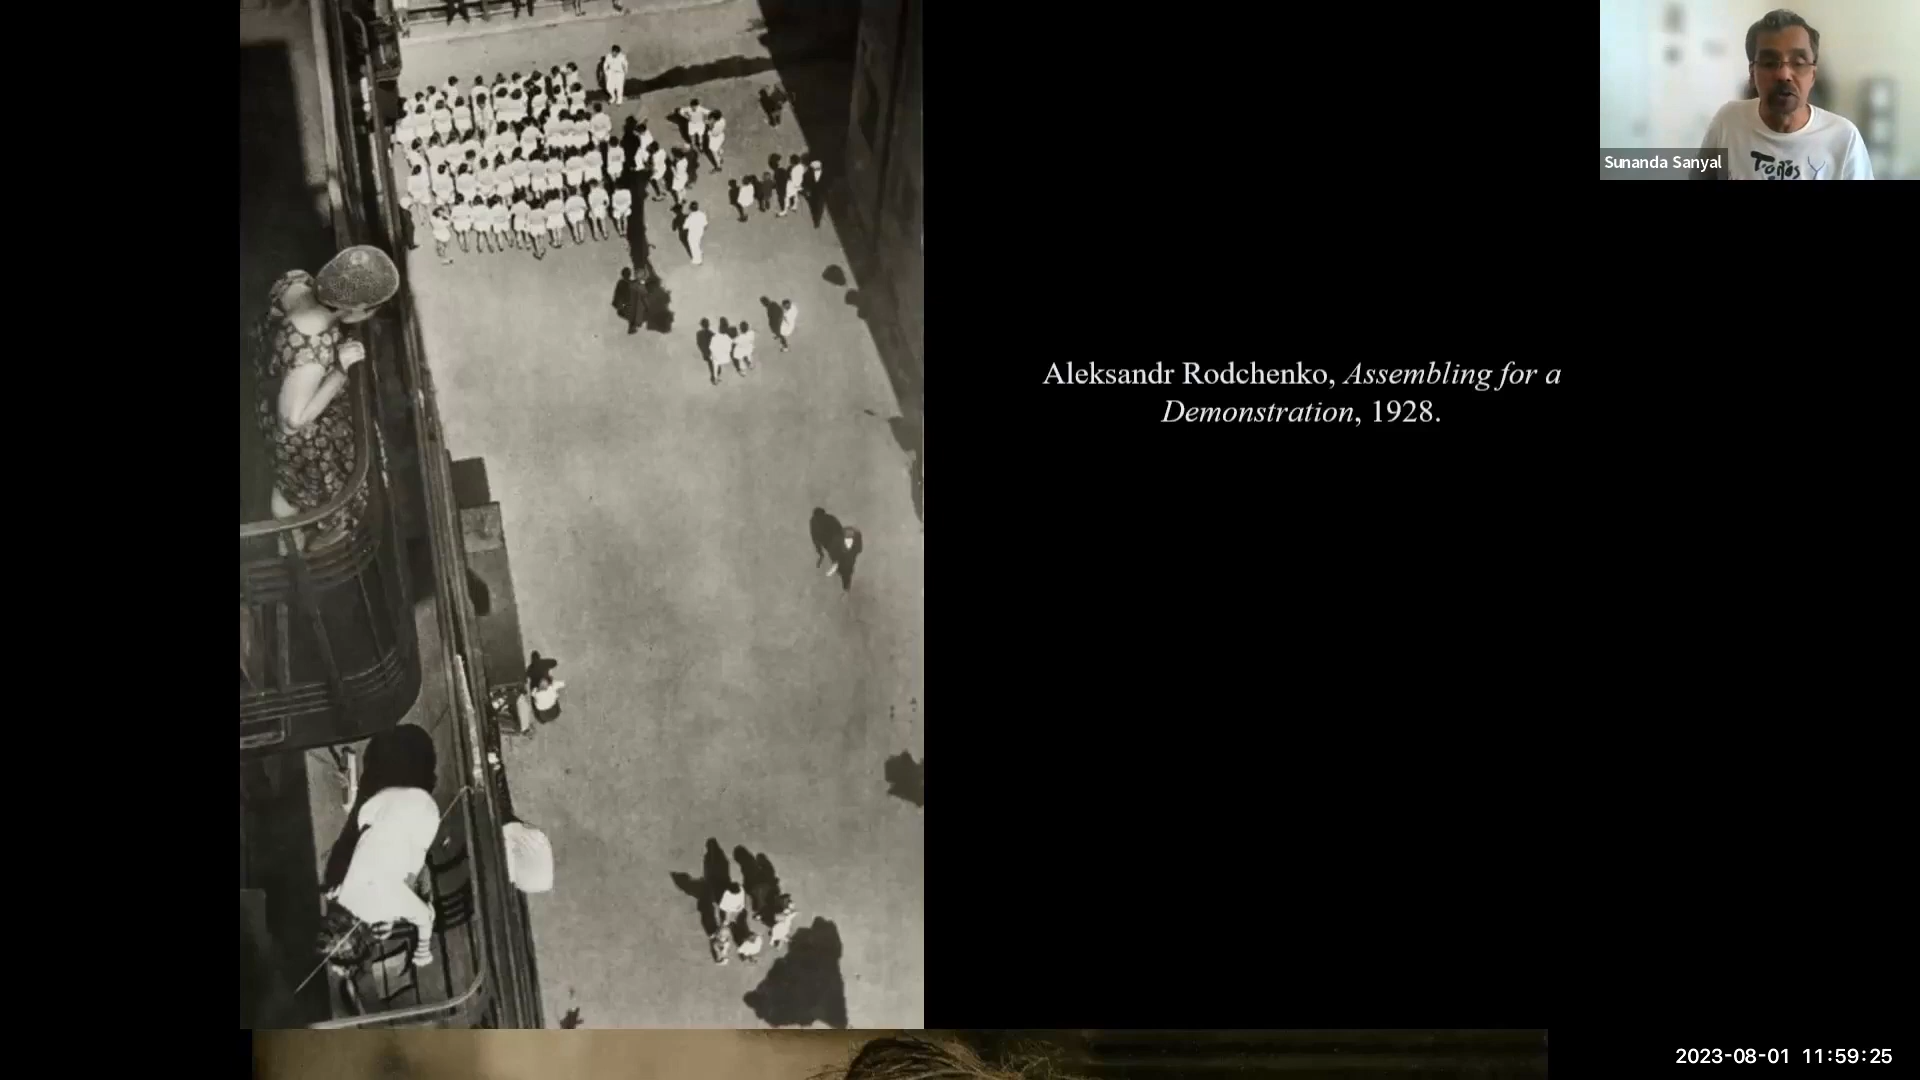 Sunanda Sanyal
Aleksandr Rodchenko, Assembling for a
Demonstration, 1928.
2023-08-01 11:59:25